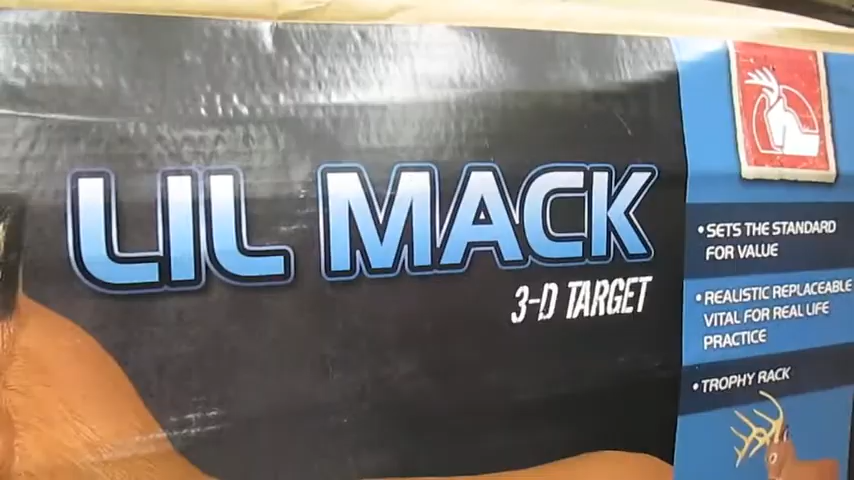 LIL MACK
3-D TARGET
• SETS THE STANDARD
FOR VALUE
• REALISTIC REPLACEABLE
VITAL FOR REAL LIFE
PRACTICE
• TROPHY RACK